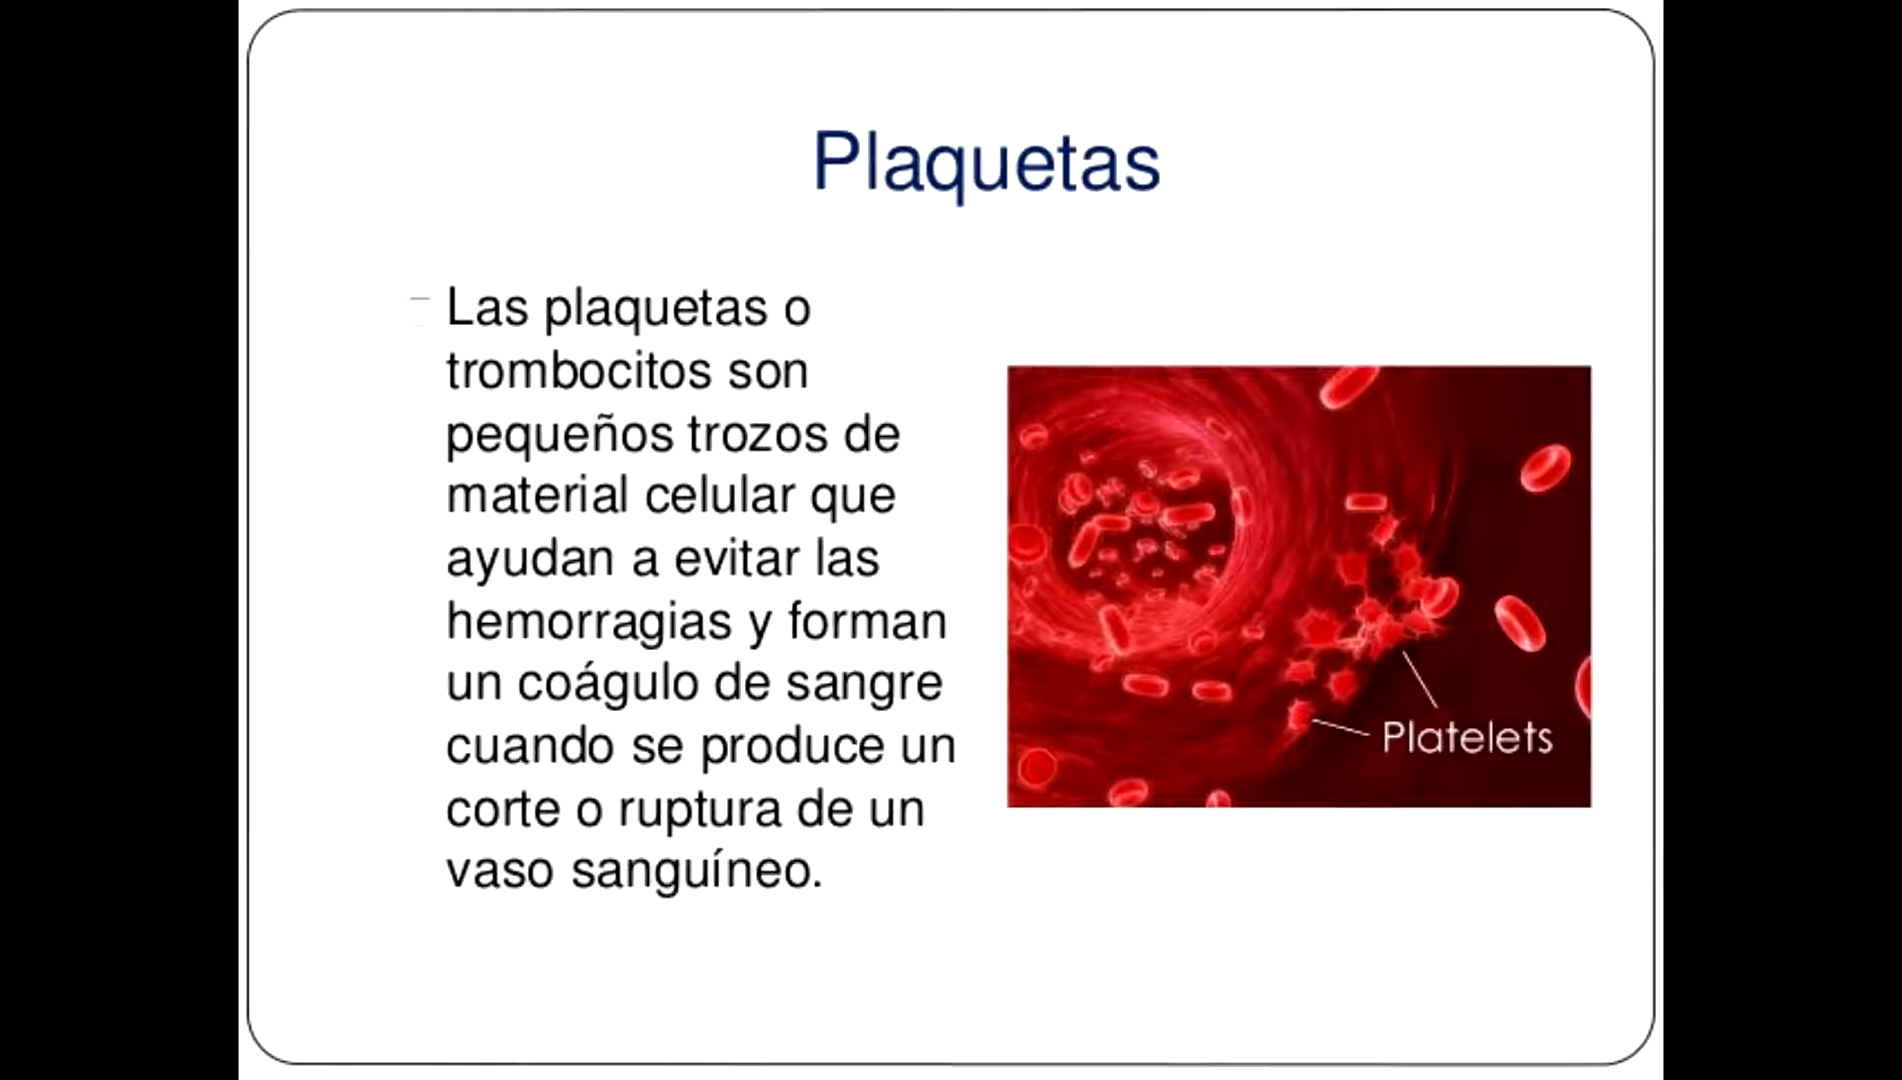 Plaquetas
Las plaquetas o
trombocitos son
pequeños trozos de
material celular que
ayudan a evitar las
hemorragias y forman
un coágulo de sangre
cuando se produce un
corte o ruptura de un
vaso sanguíneo.
Platelets